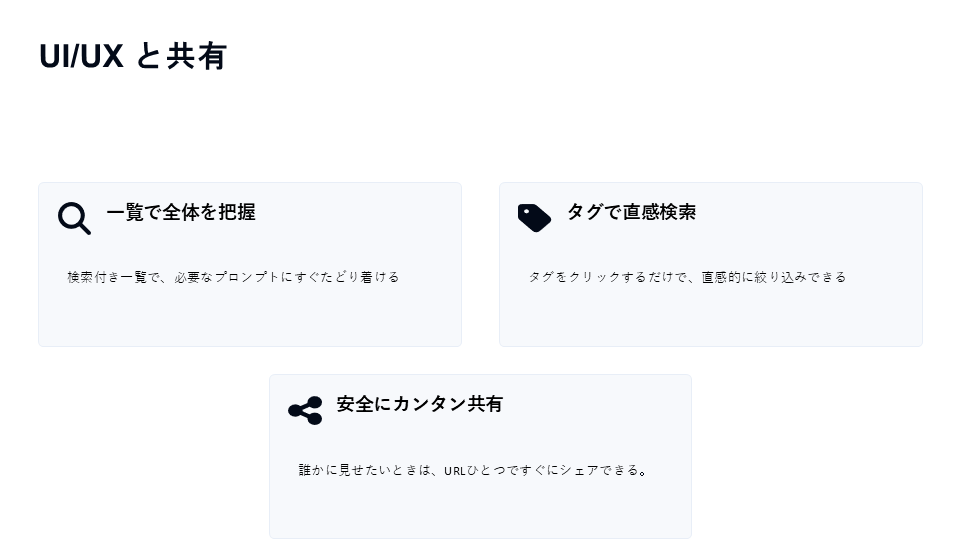 UI/UX と共有
一覧で全体を把握
検索付き一覧で、必要なプロンプトにすぐたどり着ける
タグで直感検索
タグをクリックするだけで、直感的に絞り込みできる
安全にカンタン共有
誰かに見せたいときは、URLひとつですぐにシェアできる。